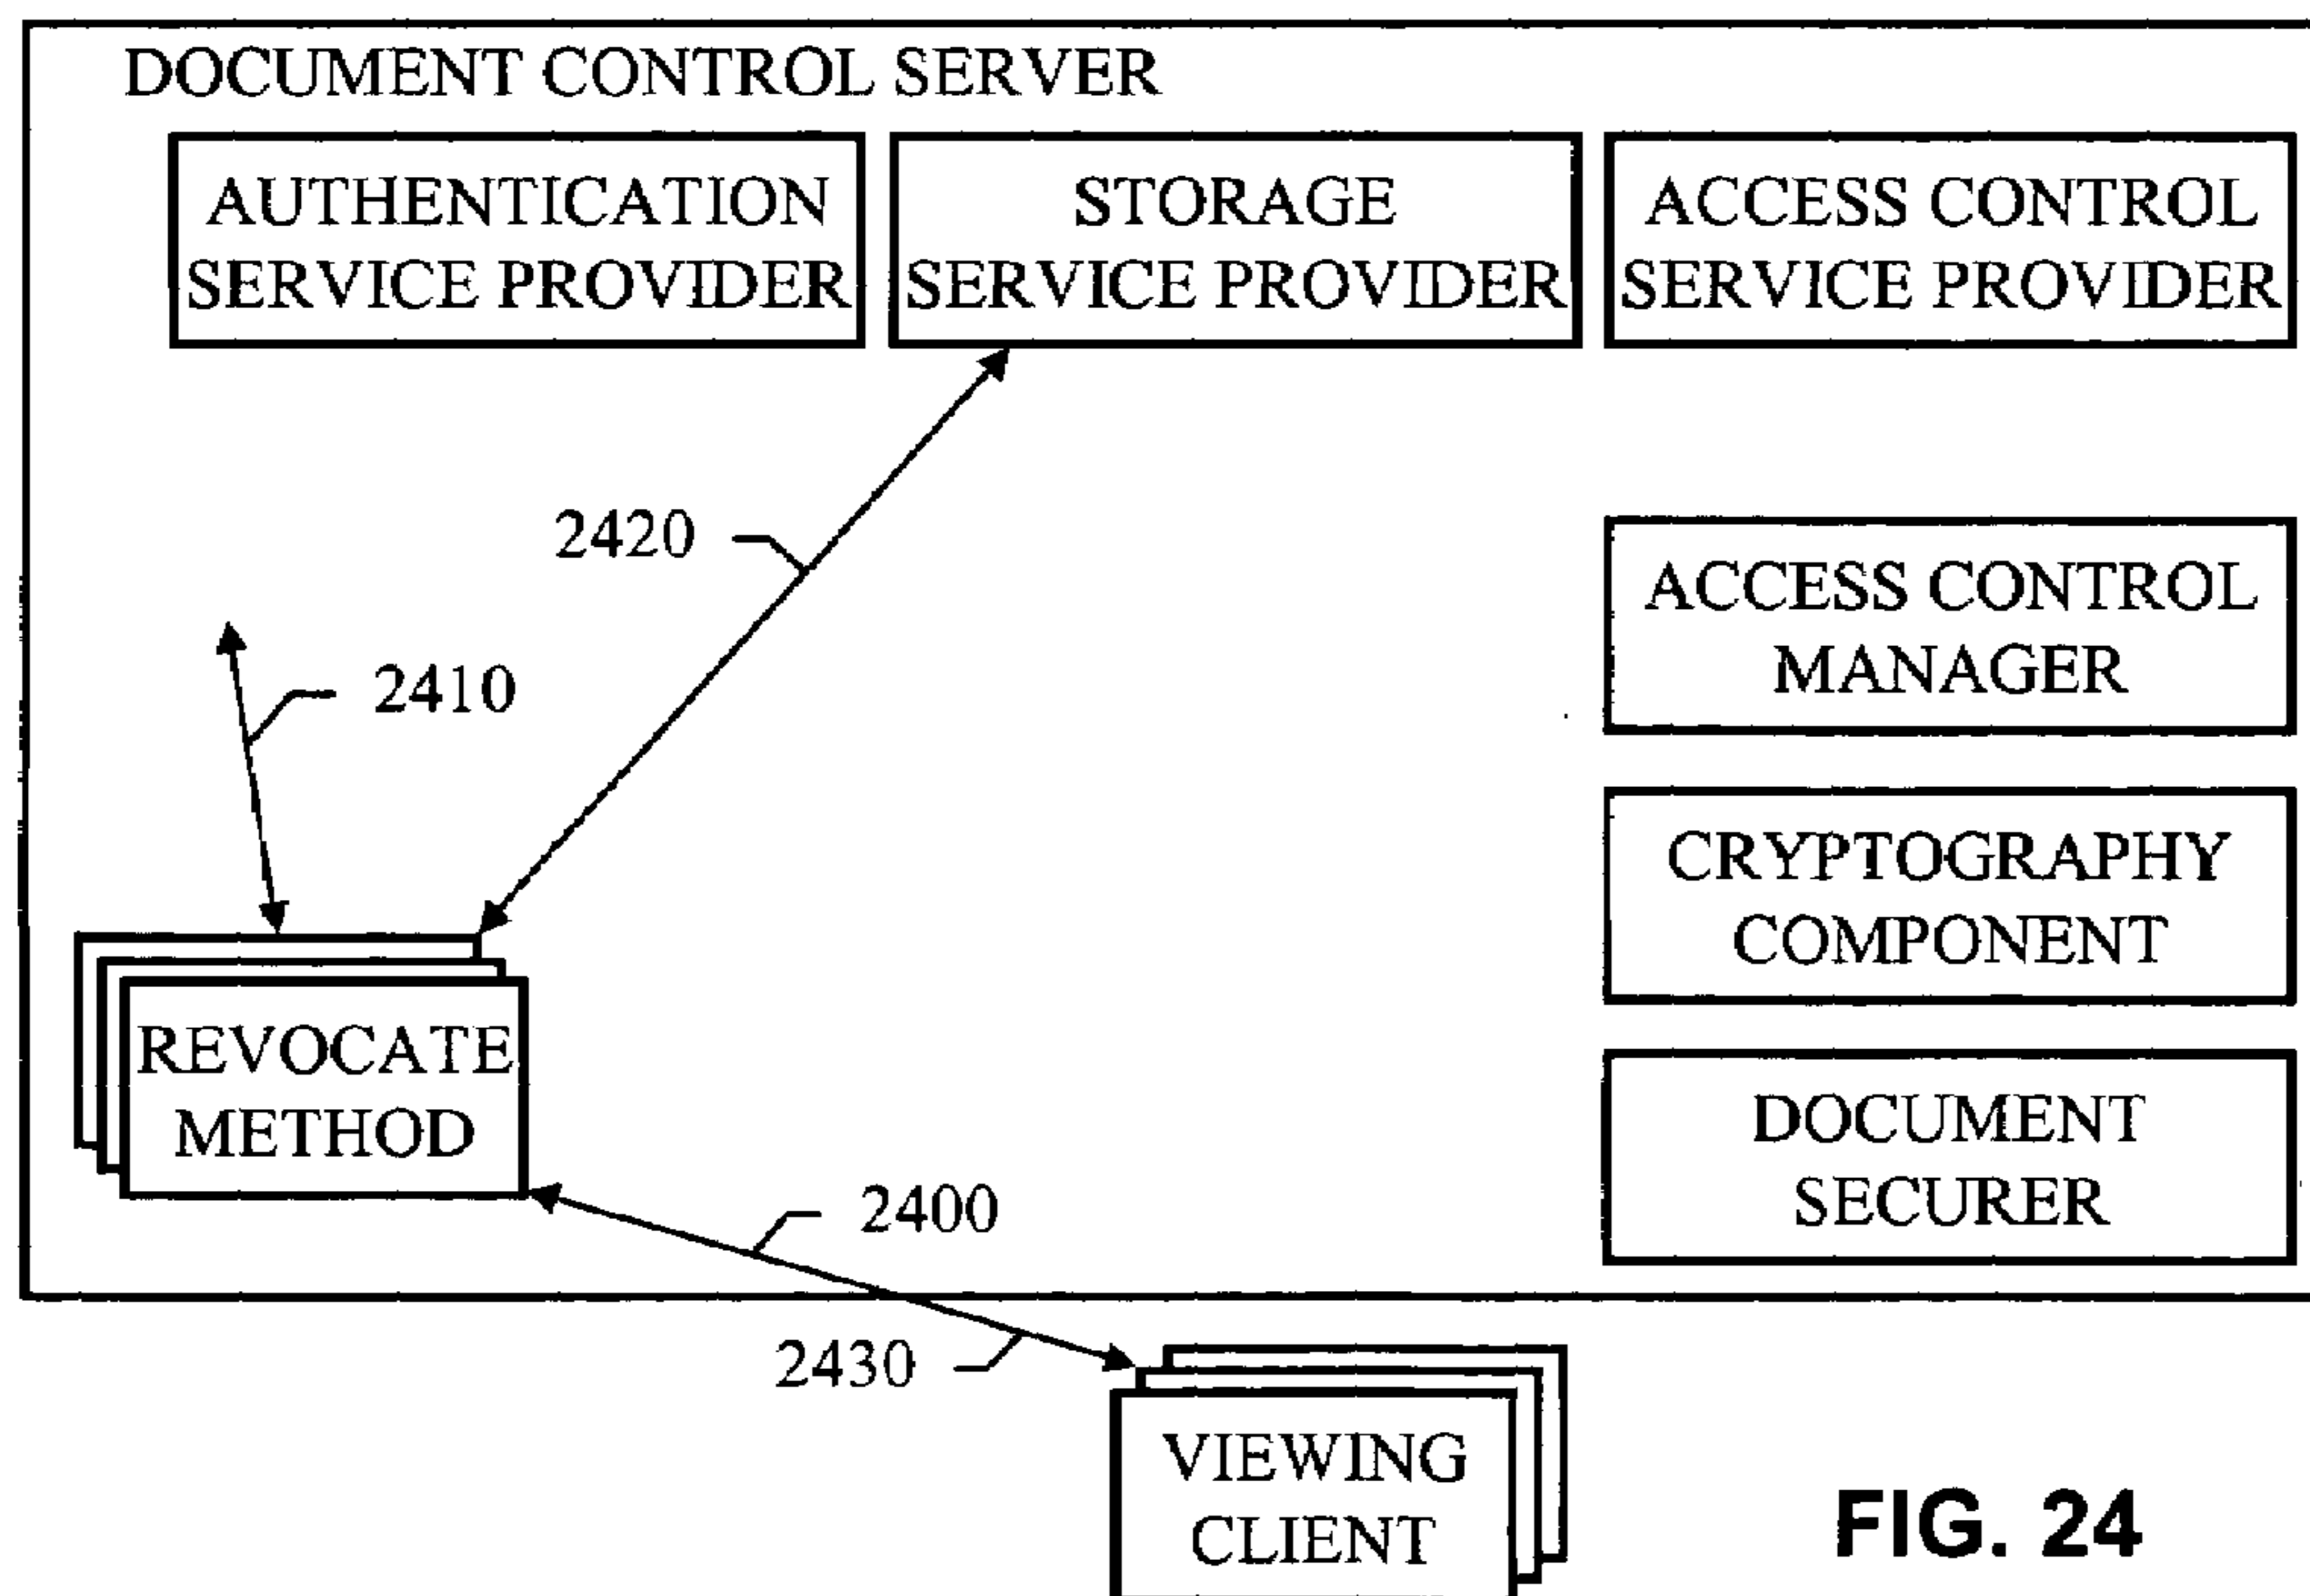 DOCUMENT CONTROL SERVER
AUTHENTICATION
SERVICE PROVIDER
STORAGE
SERVICE PROVIDER
ACCESS CONTROL
SERVICE PROVIDER
2420
ACCESS CONTROL
MANAGER
2410
CRYPTOGRAPHY
COMPONENT
REVOCATE
METHOD
DOCUMENT
SECURER
2400
2430
VIEWING
CLIENT
FIG. 24